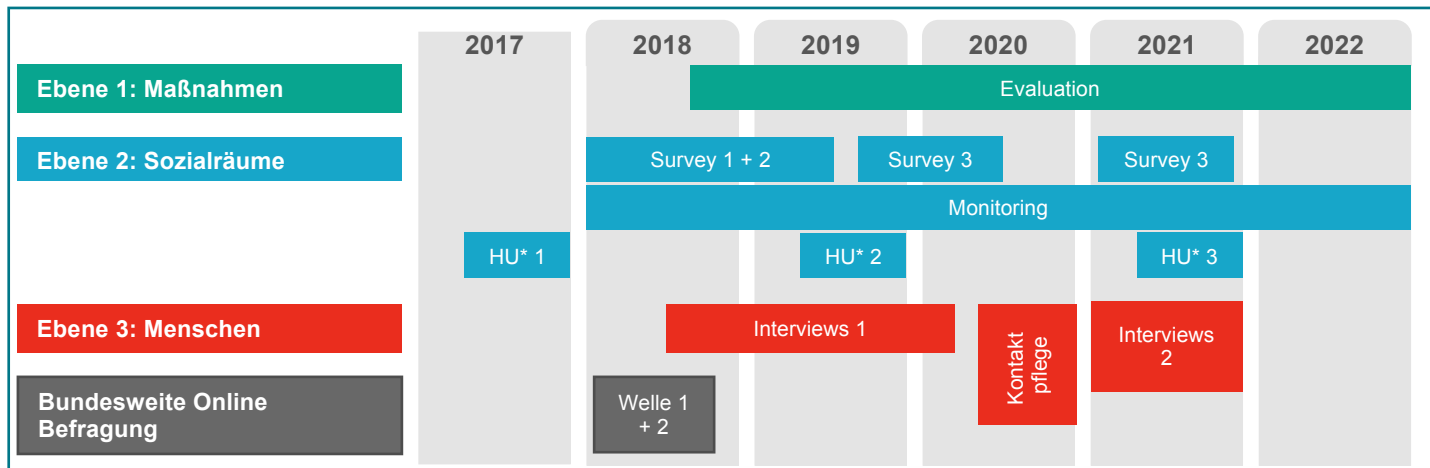 2017 2018 2019 2020 2021 2022
Ebene 1: Maßnahmen
Evaluation
Ebene 2: Sozialräume
Survey 1 + 2
Survey 3
Survey 3
Monitoring
HU* 1
HU* 2
HU* 3
Ebene 3: Menschen
Interviews 1
Kontakt
pflege
Interviews
2
Bundesweite Online
Befragung
Welle 1
+ 2